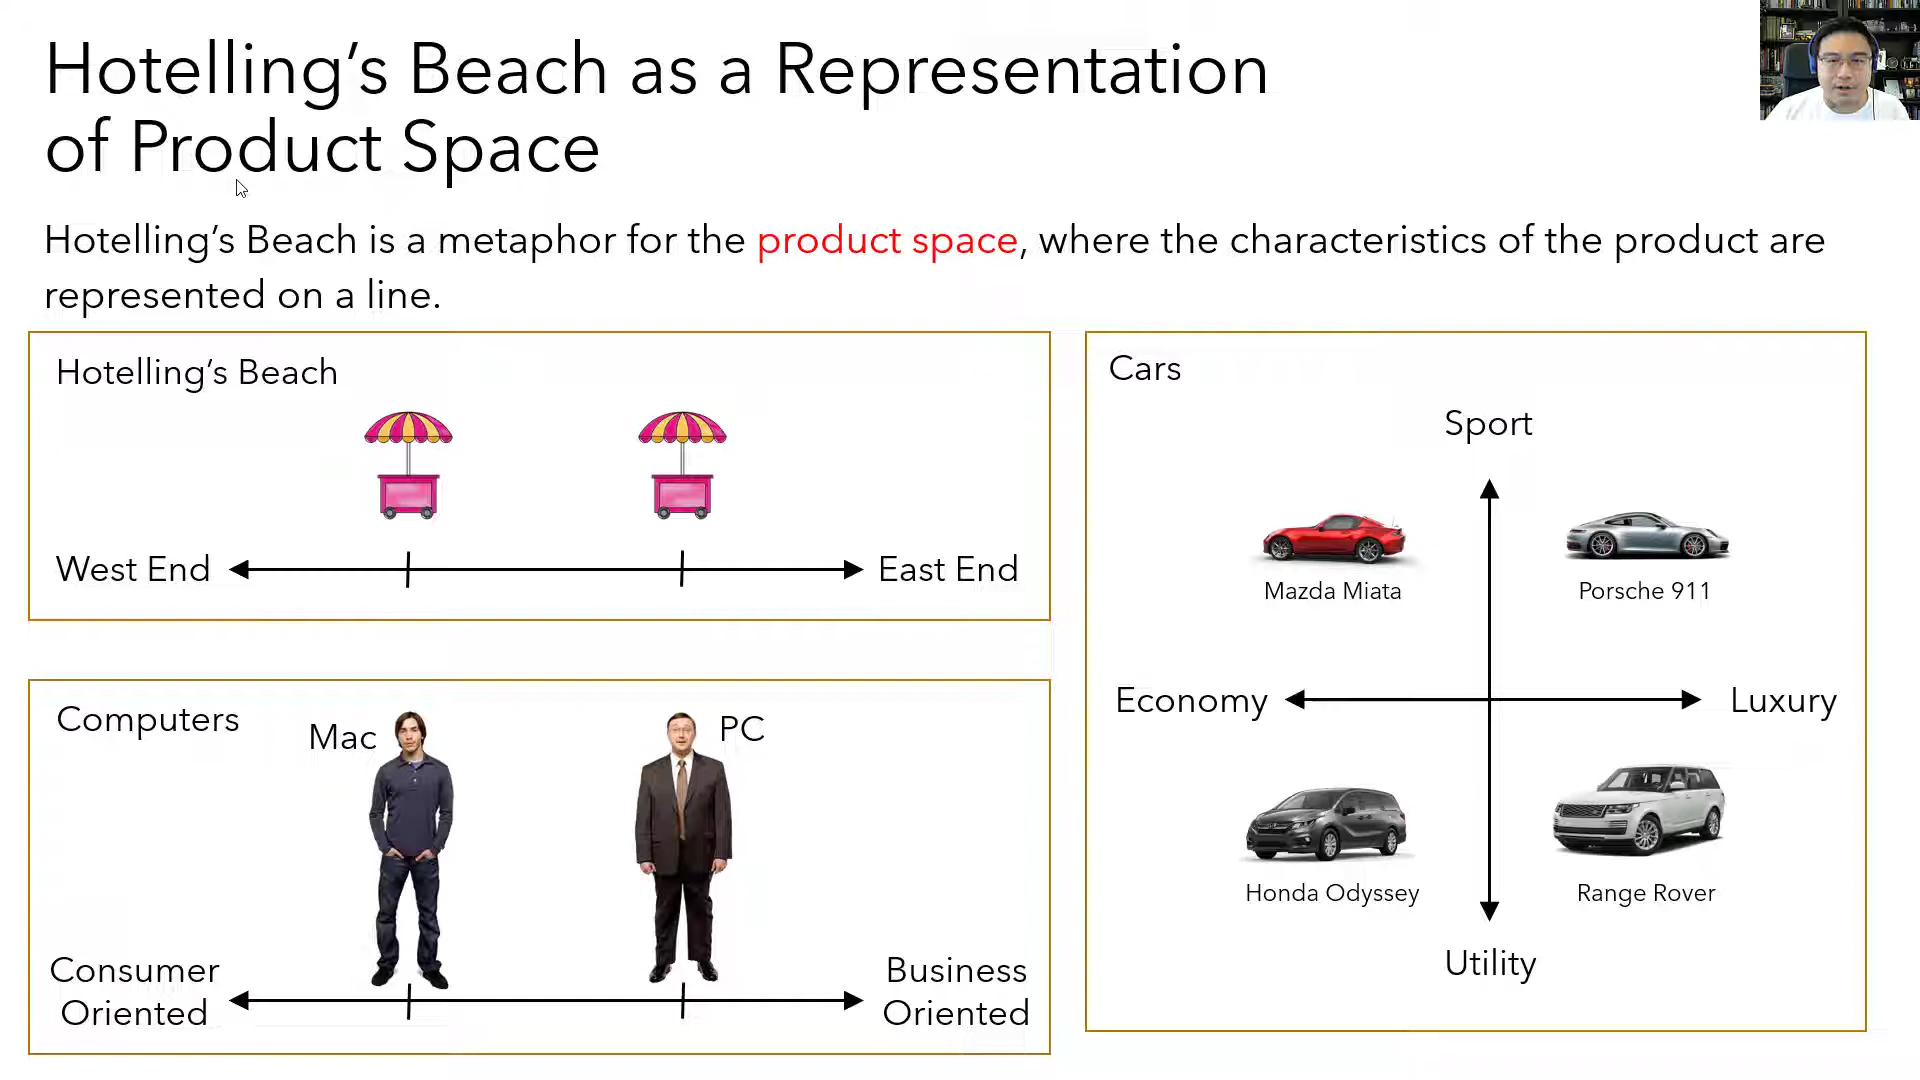 Hotelling’s Beach as a Representation
of Product Space
Hotelling’s Beach is a metaphor for the product space, where the characteristics of the product are
represented on a line.
Hotelling’s Beach
West End
East End
Computers
Mac
PC
Consumer
Oriented
Business
Oriented
Cars
Sport
Mazda Miata
Porsche 911
Economy
Luxury
Honda Odyssey
Range Rover
Utility